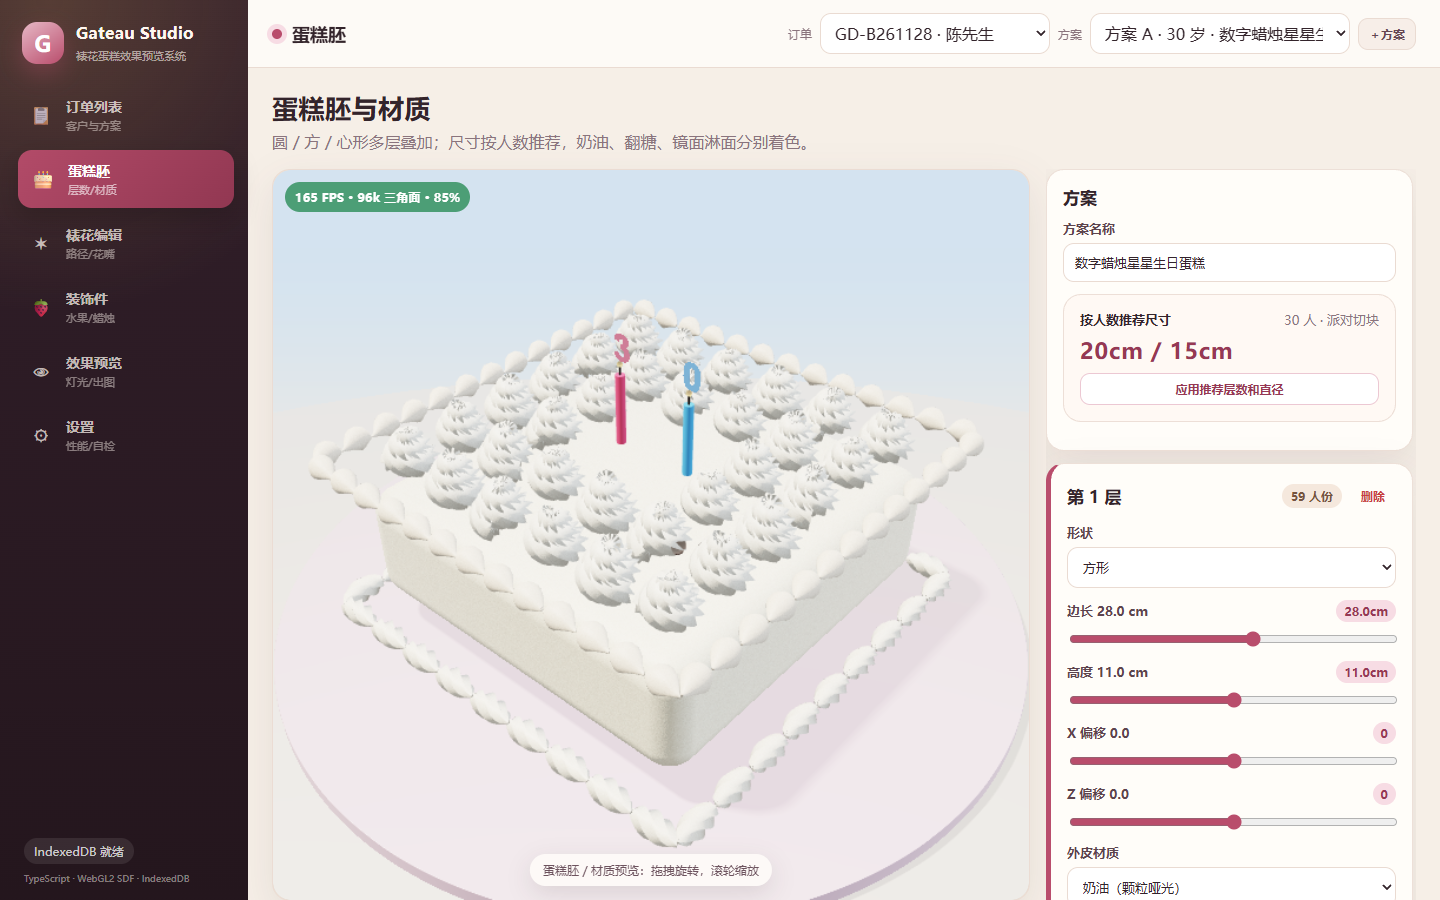 G
Gateau Studio
裱花蛋糕效果预览系统
订单列表
客户与方案
蛋糕胚
层数/材质
裱花编辑
路径/花嘴
装饰件
水果/蜡烛
效果预览
灯光/出图
设置
性能/自检
IndexedDB 就绪
TypeScript · WebGL2 SDF · IndexedDB
蛋糕胚
订单
GD-B261128 · 陈先生
方案
方案 A · 30 岁 · 数字蜡烛星星生
+ 方案
蛋糕胚与材质
圆 / 方 / 心形多层叠加；尺寸按人数推荐，奶油、翻糖、镜面淋面分别着色。
165 FPS • 96k 三角面 • 85%
3
0
蛋糕胚 / 材质预览：拖拽旋转，滚轮缩放
方案
方案名称
数字蜡烛星星生日蛋糕
按人数推荐尺寸
30 人 · 派对切块
20cm / 15cm
应用推荐层数和直径
第 1 层
59 人份
删除
形状
方形
边长 28.0 cm
28.0cm
高度 11.0 cm
11.0cm
X 偏移 0.0
0
Z 偏移 0.0
0
外皮材质
奶油（颗粒哑光）